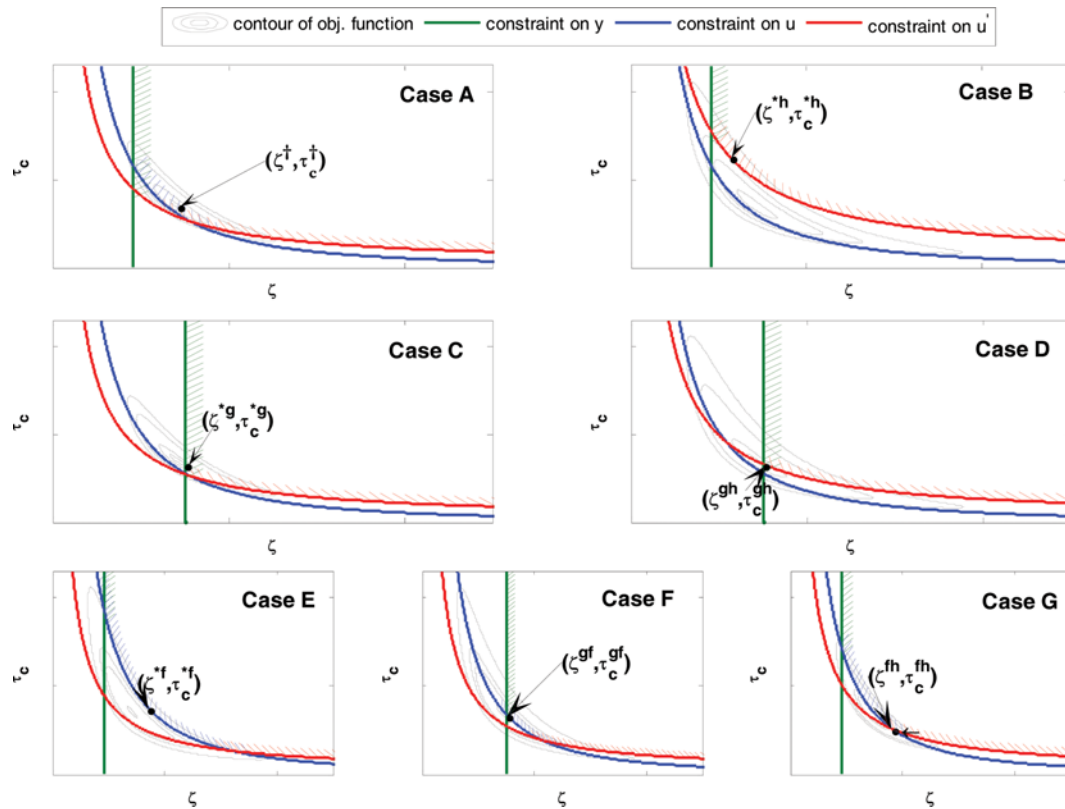 contour of obj. function constraint on y constraint on u constraint on u'
Case A
(ζ†,τc†)
τc
ζ
Case B
(ζ*h,τc*h)
τc
ζ
Case C
(ζ*g,τc*g)
τc
ζ
Case D
(ζgh,τcgh)
τc
ζ
Case E
(ζ*f,τc*f)
τc
ζ
Case F
(ζgf,τcgf)
τc
ζ
Case G
(ζfh,τcfh)
τc
ζ